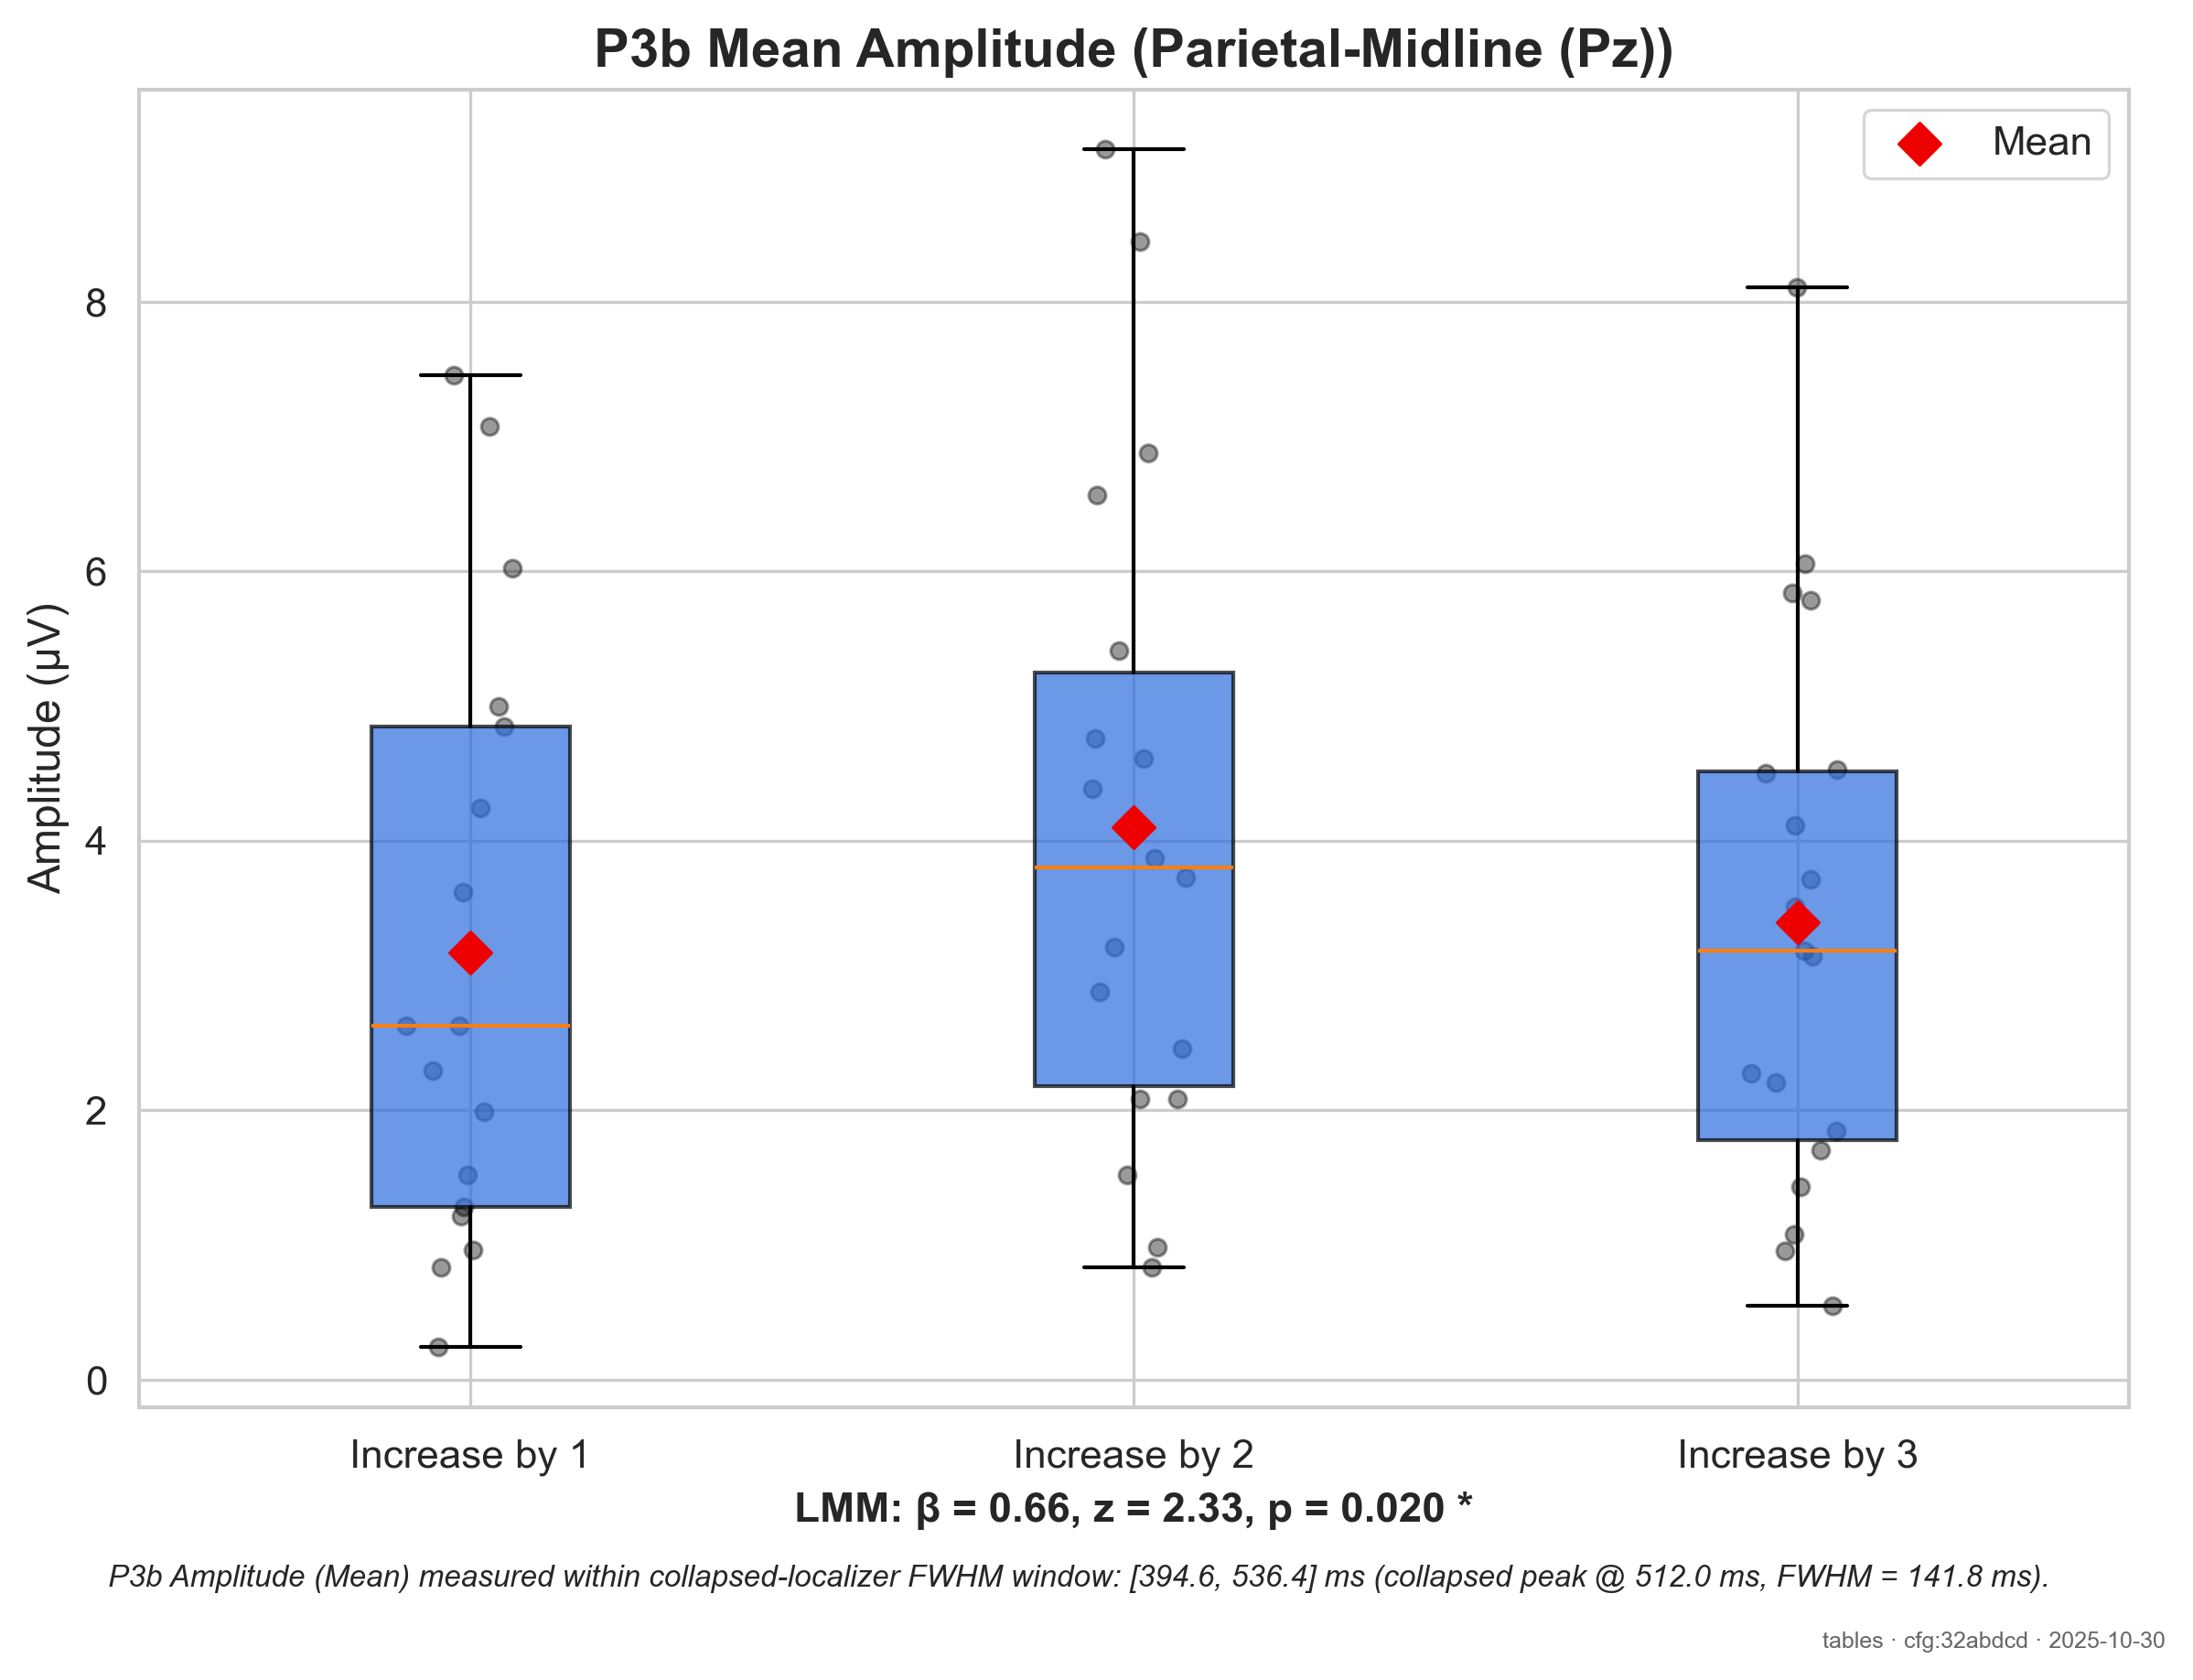 P3b Mean Amplitude (Parietal-Midline (Pz))
Mean
Amplitude (µV)
8
6
4
2
0
Increase by 1
Increase by 2
Increase by 3
LMM: β = 0.66, z = 2.33, p = 0.020 *
P3b Amplitude (Mean) measured within collapsed-localizer FWHM window: [394.6, 536.4] ms (collapsed peak @ 512.0 ms, FWHM = 141.8 ms).
tables · cfg:32abdcd · 2025-10-30